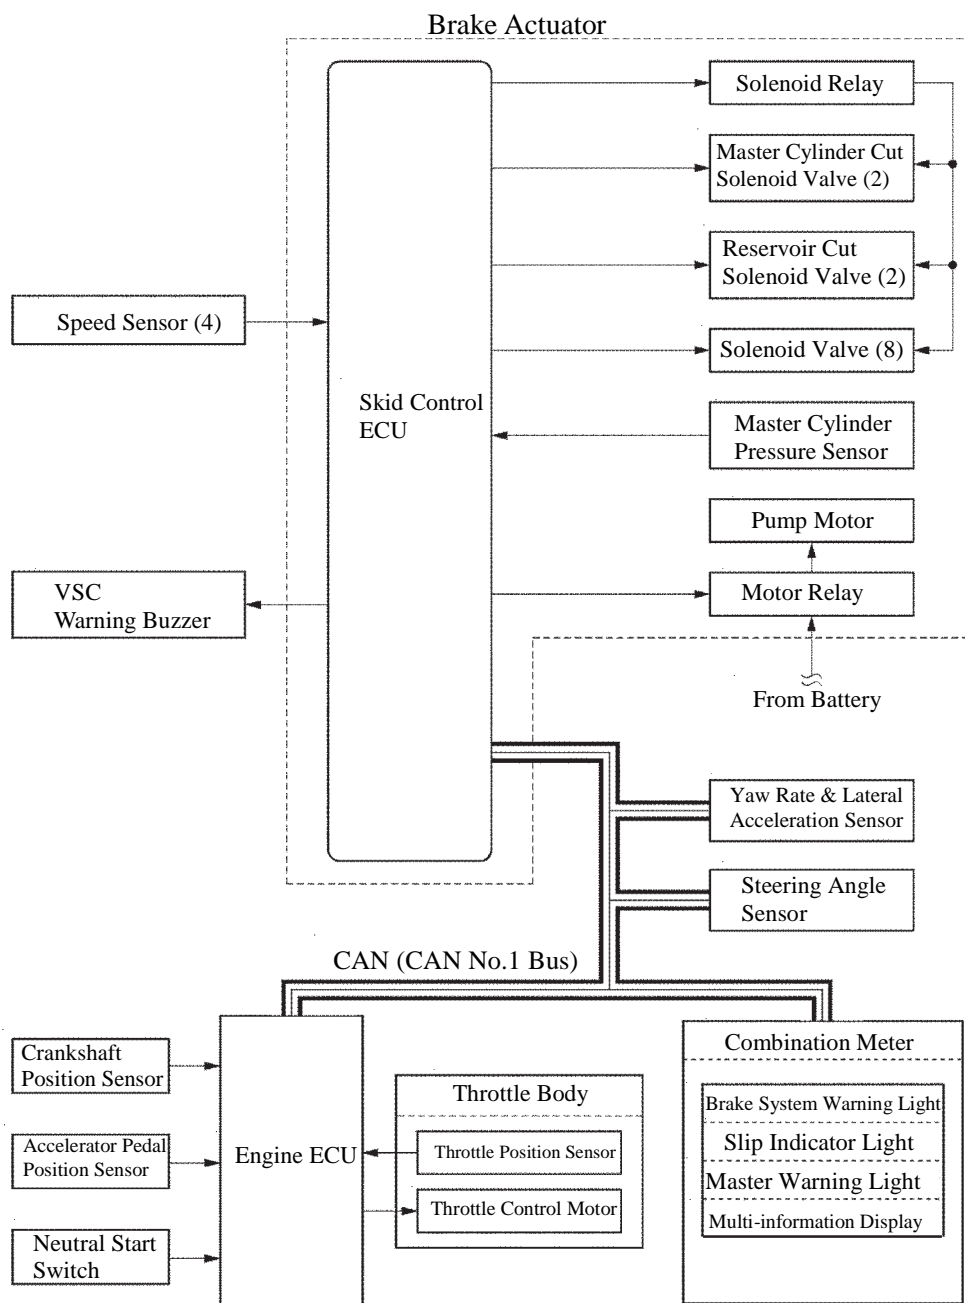 Brake Actuator
Solenoid Relay
Master Cylinder Cut
Solenoid Valve (2)
Reservoir Cut
Solenoid Valve (2)
Speed Sensor (4)
Solenoid Valve (8)
Skid Control
ECU
Master Cylinder
Pressure Sensor
Pump Motor
VSC
Warning Buzzer
Motor Relay
From Battery
Yaw Rate & Lateral
Acceleration Sensor
Steering Angle
Sensor
CAN (CAN No.1 Bus)
Crankshaft
Position Sensor
Accelerator Pedal
Position Sensor
Neutral Start
Switch
Engine ECU
Throttle Body
Throttle Position Sensor
Throttle Control Motor
Combination Meter
Brake System Warning Light
Slip Indicator Light
Master Warning Light
Multi-information Display